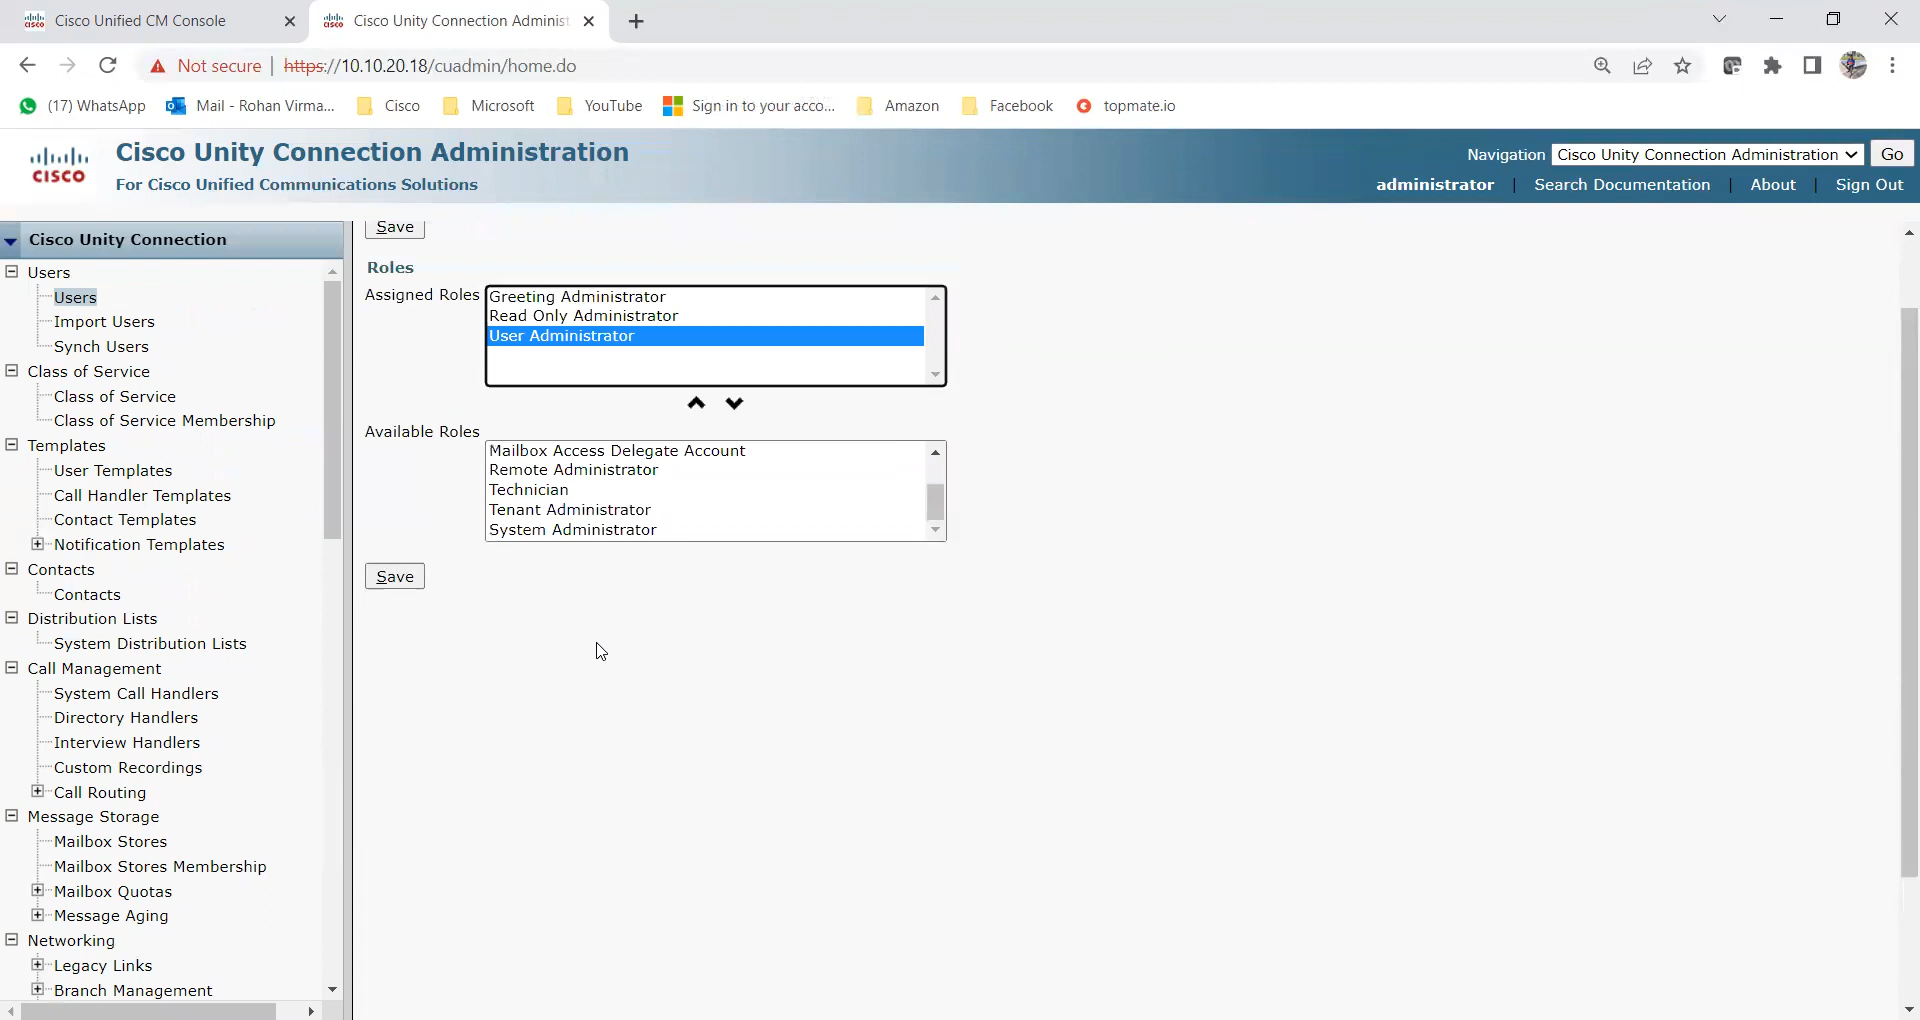 Cisco Unified CM Console
Cisco Unity Connection Administ
Not secure
https://10.10.20.18/cuadmin/home.do
(17) WhatsApp
Mail - Rohan Virma...
Cisco
Microsoft
YouTube
Sign in to your acco...
Amazon
Facebook
topmate.io
CISCO
Cisco Unity Connection Administration
For Cisco Unified Communications Solutions
Navigation Cisco Unity Connection Administration Go
administrator | Search Documentation | About | Sign Out
Cisco Unity Connection
Users
Users
Import Users
Synch Users
Class of Service
Class of Service
Class of Service Membership
Templates
User Templates
Call Handler Templates
Contact Templates
Notification Templates
Contacts
Contacts
Distribution Lists
System Distribution Lists
Call Management
System Call Handlers
Directory Handlers
Interview Handlers
Custom Recordings
Call Routing
Message Storage
Mailbox Stores
Mailbox Stores Membership
Mailbox Quotas
Message Aging
Networking
Legacy Links
Branch Management
Save
Roles
Assigned Roles
Greeting Administrator
Read Only Administrator
User Administrator
Available Roles
Mailbox Access Delegate Account
Remote Administrator
Technician
Tenant Administrator
System Administrator
Save